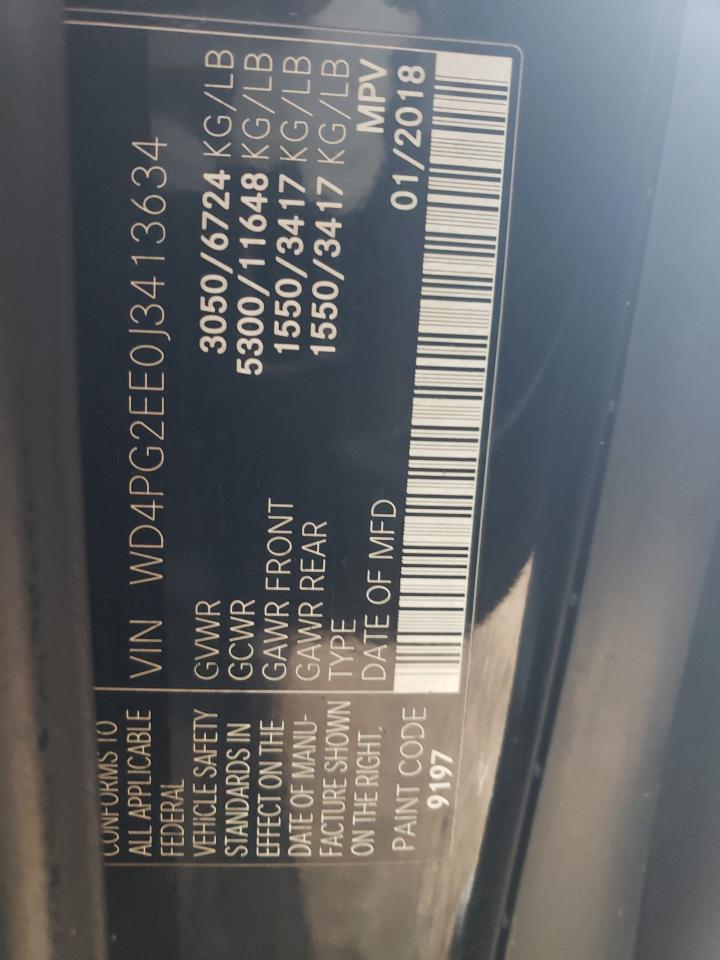 CONFORMS TO
ALL APPLICABLE
FEDERAL
VEHICLE SAFETY
STANDARDS IN
EFFECT ON THE
DATE OF MANU-
FACTURE SHOWN
ON THE RIGHT.
PAINT CODE
9197
VIN WD4PG2EE0J3413634
GVWR 3050/6724 KG/LB
GCWR 5300/11648 KG/LB
GAWR FRONT 1550/3417 KG/LB
GAWR REAR 1550/3417 KG/LB
TYPE MPV
DATE OF MFD 01/2018